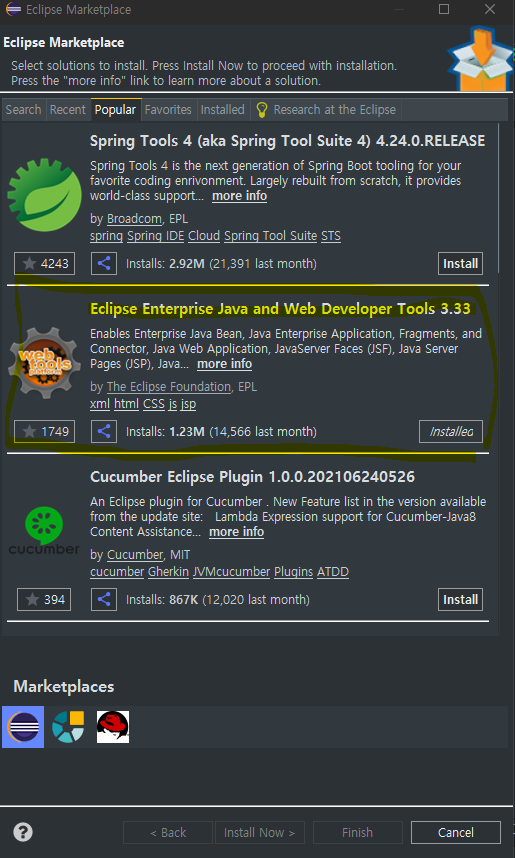 Eclipse Marketplace
Eclipse Marketplace
Select solutions to install. Press Install Now to proceed with installation.
Press the "more info" link to learn more about a solution.
Search Recent Popular Favorites Installed Research at the Eclipse
Spring Tools 4 (aka Spring Tool Suite 4) 4.24.0.RELEASE
Spring Tools 4 is the next generation of Spring Boot tooling for your
favorite coding enrivonment. Largely rebuilt from scratch, it provides
world-class support... more info
by Broadcom, EPL
spring Spring IDE Cloud Spring Tool Suite STS
4243 Installs: 2.92M (21,391 last month) Install
Eclipse Enterprise Java and Web Developer Tools 3.33
Enables Enterprise Java Bean, Java Enterprise Application, Fragments, and
Connector, Java Web Application, JavaServer Faces (JSF), Java Server
Pages (JSP), Java... more info
by The Eclipse Foundation, EPL
xml html CSS js jsp
web
tools
1749 Installs: 1.23M (14,566 last month) Installed
Cucumber Eclipse Plugin 1.0.0.202106240526
An Eclipse plugin for Cucumber . New Feature list in the version available
from the update site: Lambda Expression support for Cucumber-Java8
Content Assistance... more info
cucumber
by Cucumber, MIT
cucumber Gherkin JVMcucumber Plugins ATDD
394 Installs: 867K (12,020 last month) Install
Marketplaces
? < Back Install Now > Finish Cancel